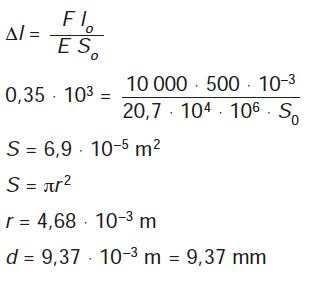 Δl = F l₀ / E S₀
0,35 · 10³ = 10 000 · 500 · 10⁻³ / 20,7 · 10⁴ · 10⁶ · S₀
S = 6,9 · 10⁻⁵ m²
S = πr²
r = 4,68 · 10⁻³ m
d = 9,37 · 10⁻³ m = 9,37 mm